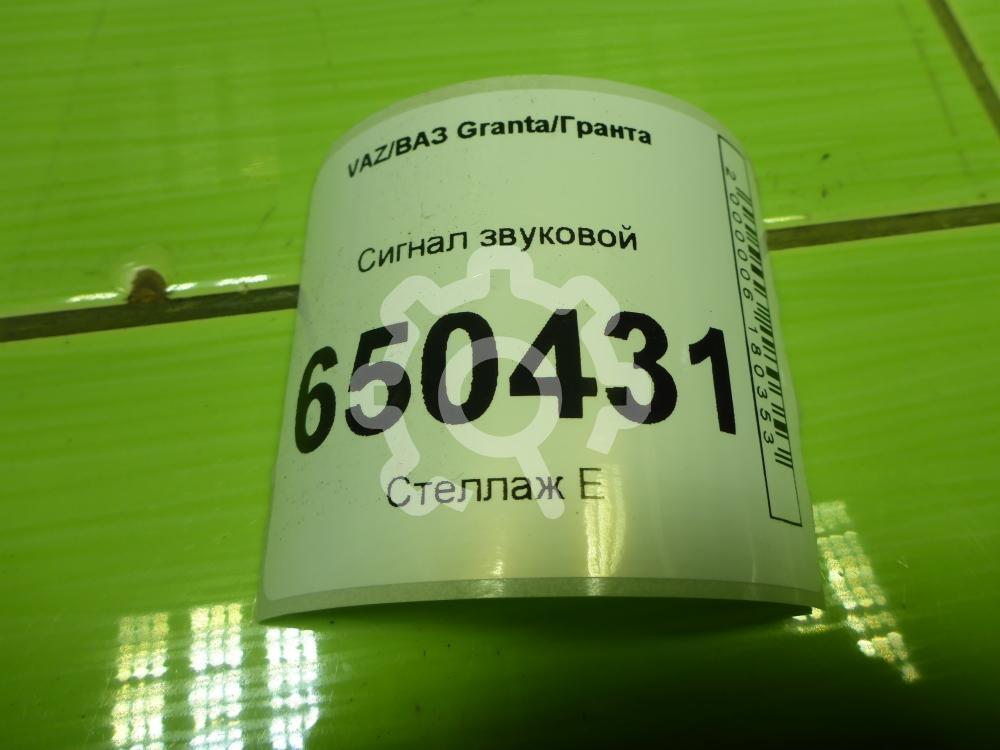 VAZ/ВАЗ Granta/Гранта
Сигнал звуковой
650431
Стеллаж Е
2000006180353